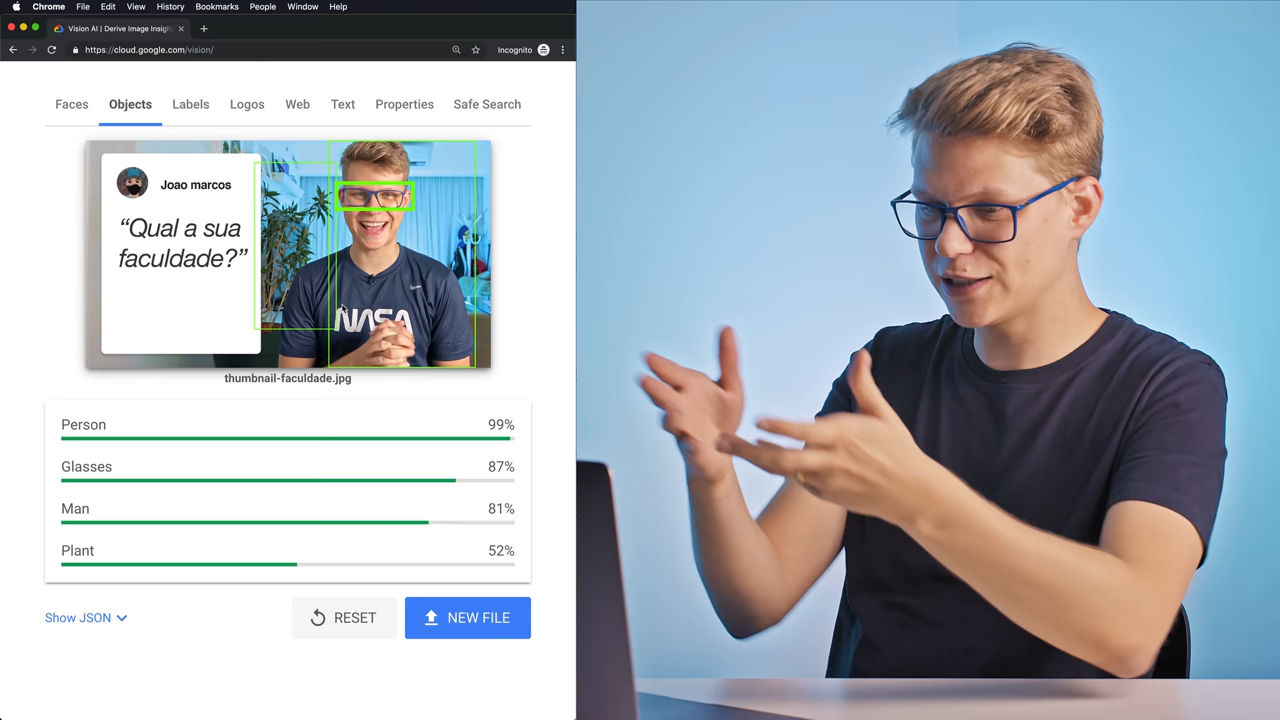 Chrome File Edit View History Bookmarks People Window Help
Vision AI | Derive Image Insigh
https://cloud.google.com/vision/
Incognito
Faces Objects Labels Logos Web Text Properties Safe Search
Joao marcos
“Qual a sua
faculdade?”
NASA
thumbnail-faculdade.jpg
Person 99%
Glasses 87%
Man 81%
Plant 52%
Show JSON
RESET
NEW FILE